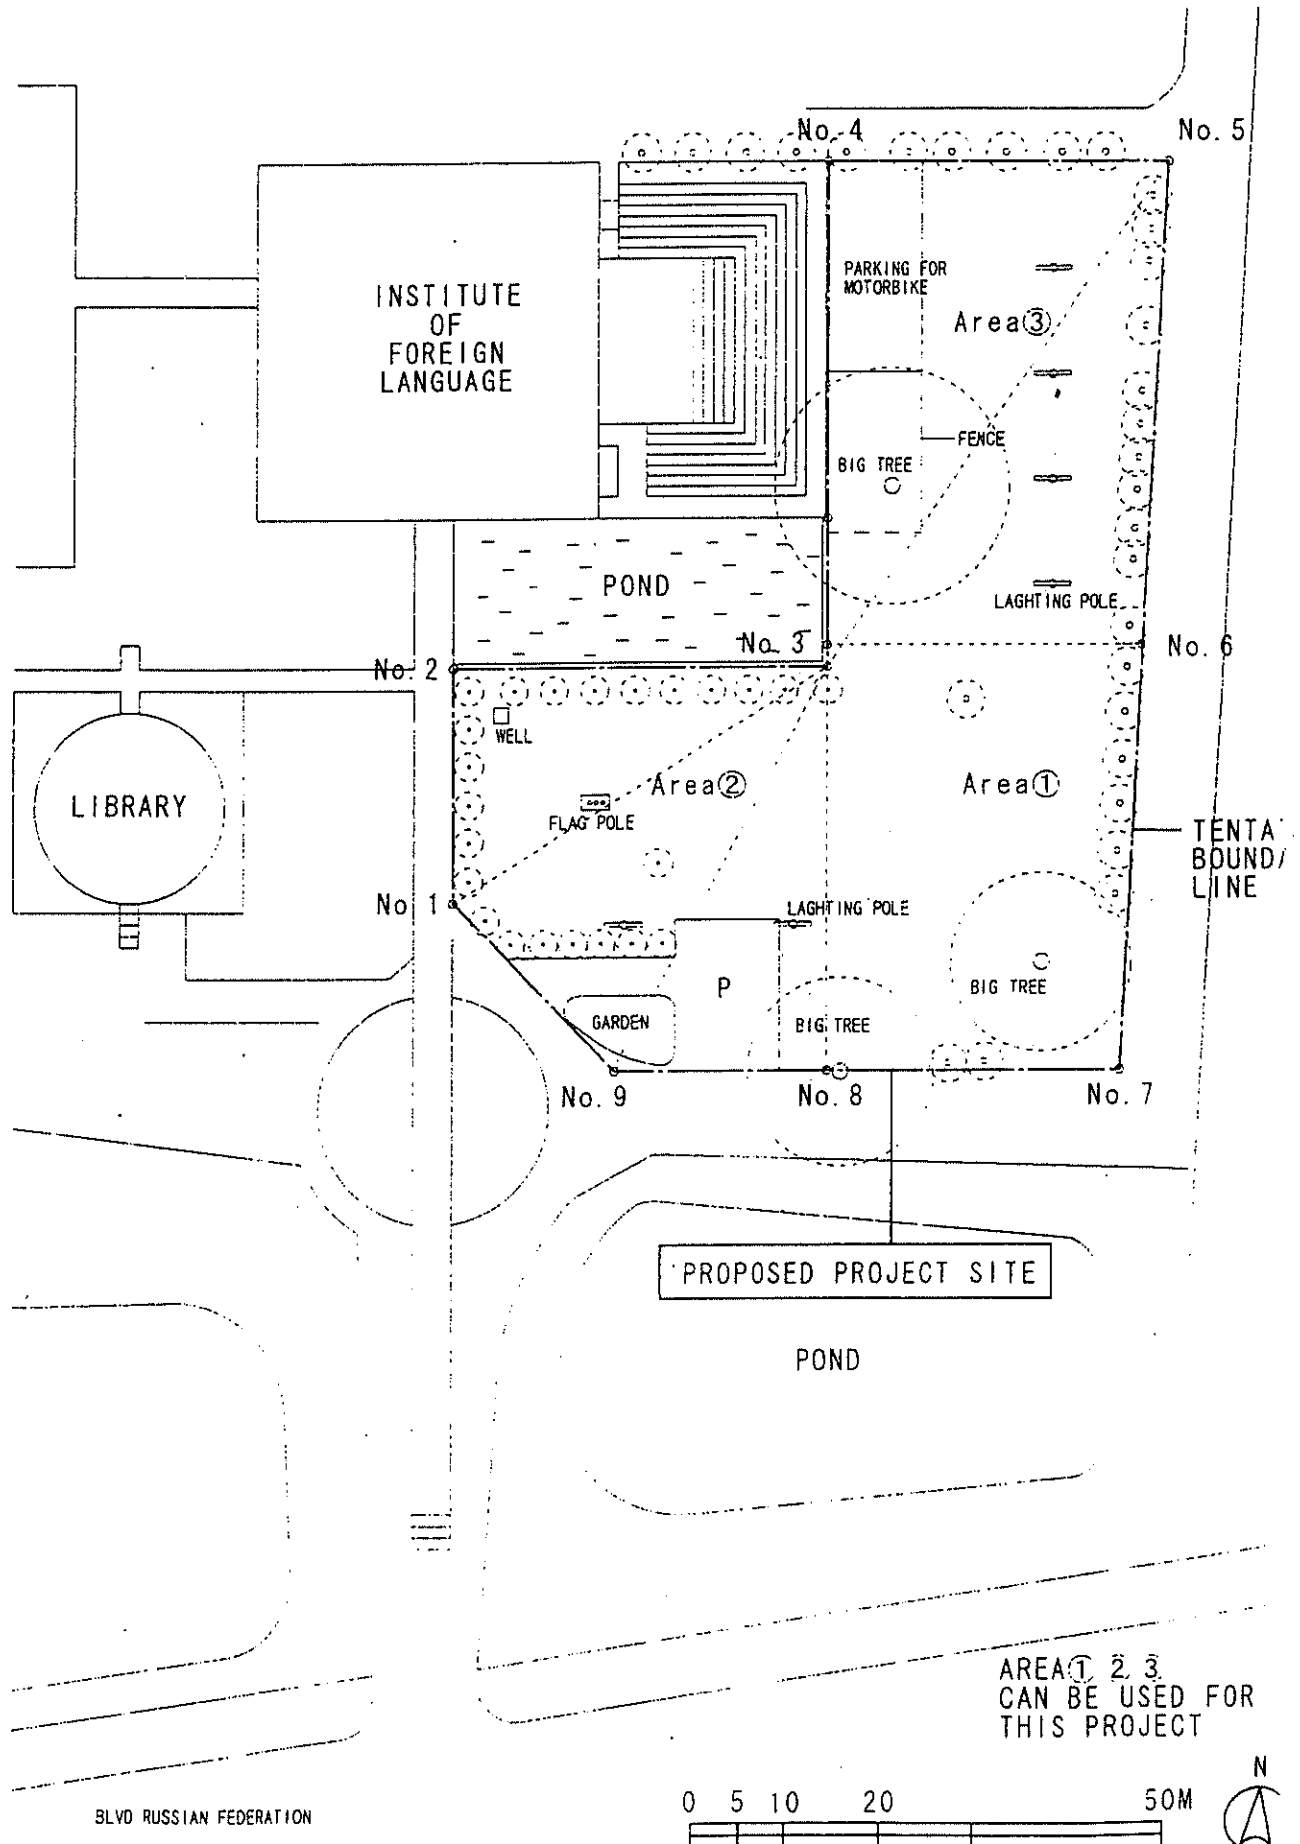 No. 4
No. 5
INSTITUTE
OF
FOREIGN
LANGUAGE
PARKING FOR
MOTORBIKE
Area③
FENCE
BIG TREE
POND
LAGHTING POLE
No. 3
No. 6
No. 2
WELL
LIBRARY
Area②
Area①
FLAG POLE
TENTA
BOUND
LINE
No. 1
LAGHTING POLE
P
BIG TREE
GARDEN
BIG TREE
No. 9
No. 8
No. 7
PROPOSED PROJECT SITE
POND
AREA① 2 3
CAN BE USED FOR
THIS PROJECT
N
0 5 10 20 50M
BLVD RUSSIAN FEDERATION